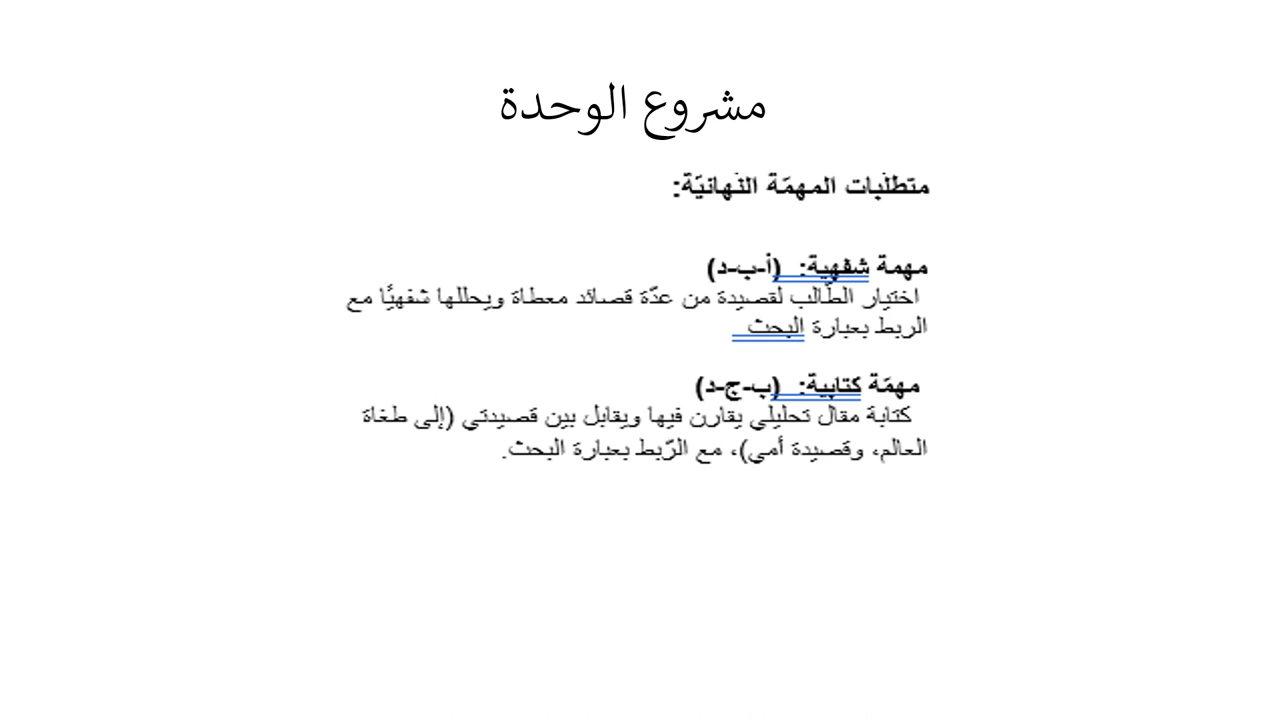 مشروع الوحدة
متطلّبات المهمّة النّهائيّة:
مهمة شفهية: (أ-ب-د)
اختيار الطّالب لقصيدة من عدّة قصائد معطاة ويحللها شفهيًّا مع
الربط بعبارة البحث
مهمّة كتابية: (ب-ج-د)
كتابة مقال تحليلي يقارن فيها ويقابل بين قصيدتي (إلى طغاة
العالم، وقصيدة أمي)، مع الرّبط بعبارة البحث.